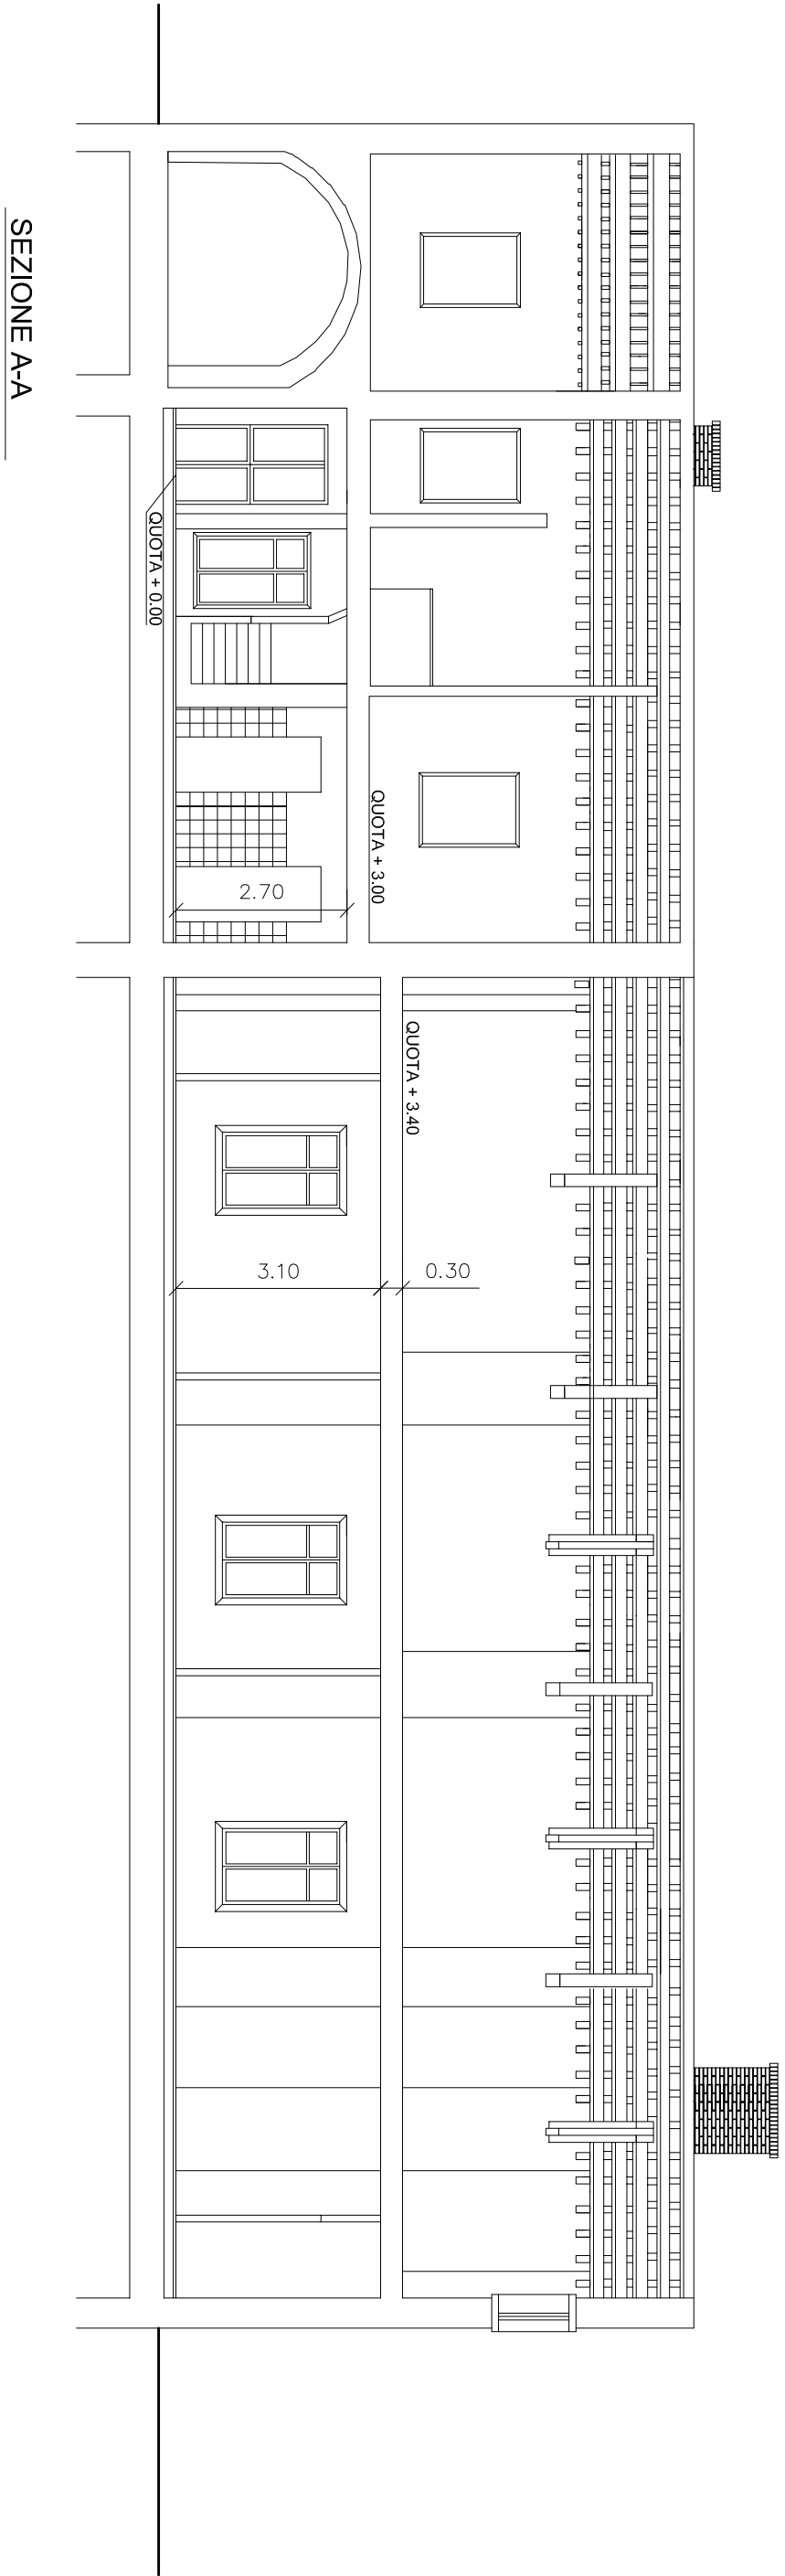 QUOTA + 3.40
QUOTA + 3.00
0.30
2.70
3.10
QUOTA + 0.00
SEZIONE A-A